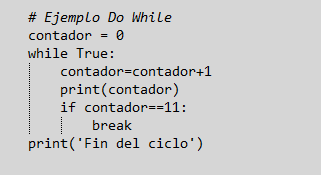 # Ejemplo Do While
contador = 0
while True:
    contador=contador+1
    print(contador)
    if contador==11:
        break
print('Fin del ciclo')